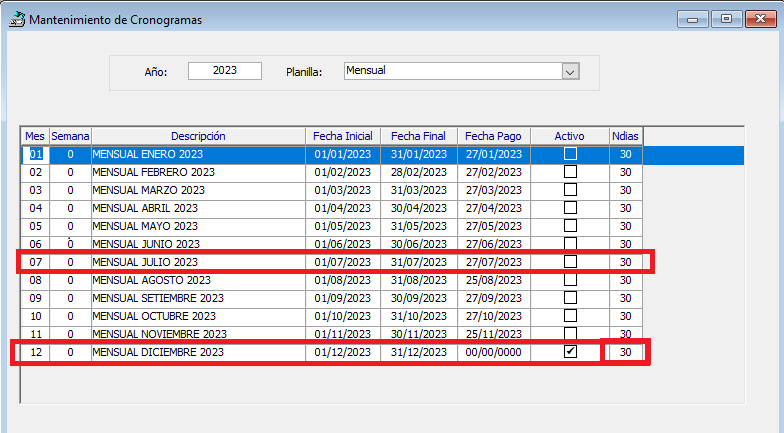 Mantenimiento de Cronogramas
Año: 2023 Planilla: Mensual
Mes Semana Descripción Fecha Inicial Fecha Final Fecha Pago Activo Ndias
01 0 MENSUAL ENERO 2023 01/01/2023 31/01/2023 27/01/2023 30
02 0 MENSUAL FEBRERO 2023 01/02/2023 28/02/2023 27/02/2023 30
03 0 MENSUAL MARZO 2023 01/03/2023 31/03/2023 27/03/2023 30
04 0 MENSUAL ABRIL 2023 01/04/2023 30/04/2023 27/04/2023 30
05 0 MENSUAL MAYO 2023 01/05/2023 31/05/2023 27/05/2023 30
06 0 MENSUAL JUNIO 2023 01/06/2023 30/06/2023 27/06/2023 30
07 0 MENSUAL JULIO 2023 01/07/2023 31/07/2023 27/07/2023 30
08 0 MENSUAL AGOSTO 2023 01/08/2023 31/08/2023 25/08/2023 30
09 0 MENSUAL SETIEMBRE 2023 01/09/2023 30/09/2023 27/09/2023 30
10 0 MENSUAL OCTUBRE 2023 01/10/2023 31/10/2023 27/10/2023 30
11 0 MENSUAL NOVIEMBRE 2023 01/11/2023 30/11/2023 25/11/2023 30
12 0 MENSUAL DICIEMBRE 2023 01/12/2023 31/12/2023 00/00/0000 30